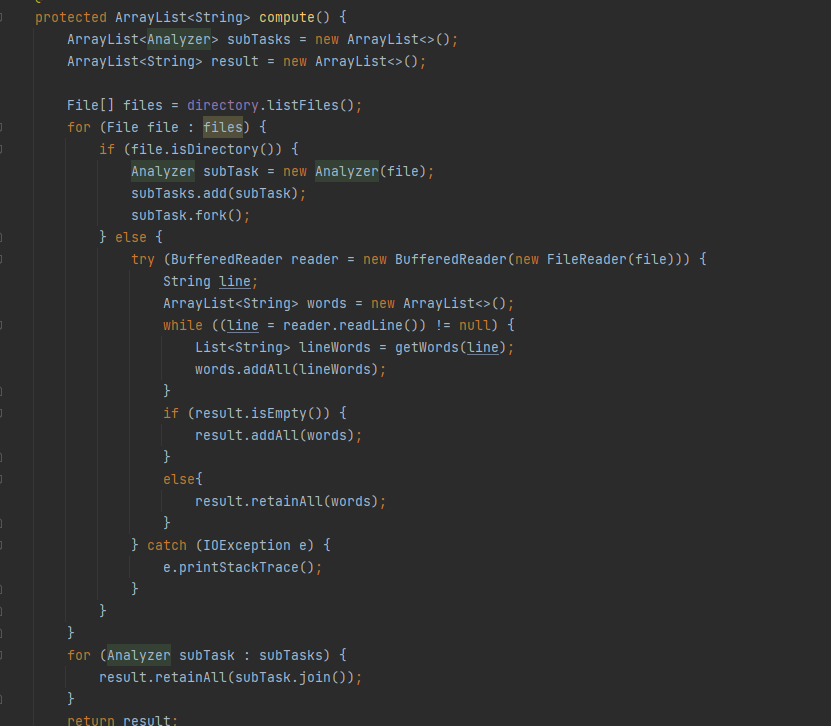 protected ArrayList<String> compute() {
    ArrayList<Analyzer> subTasks = new ArrayList<>();
    ArrayList<String> result = new ArrayList<>();

    File[] files = directory.listFiles();
    for (File file : files) {
        if (file.isDirectory()) {
            Analyzer subTask = new Analyzer(file);
            subTasks.add(subTask);
            subTask.fork();
        } else {
            try (BufferedReader reader = new BufferedReader(new FileReader(file))) {
                String line;
                ArrayList<String> words = new ArrayList<>();
                while ((line = reader.readLine()) != null) {
                    List<String> lineWords = getWords(line);
                    words.addAll(lineWords);
                }
                if (result.isEmpty()) {
                    result.addAll(words);
                }
                else{
                    result.retainAll(words);
                }
            } catch (IOException e) {
                e.printStackTrace();
            }
        }
    }
    for (Analyzer subTask : subTasks) {
        result.retainAll(subTask.join());
    }
    return result;